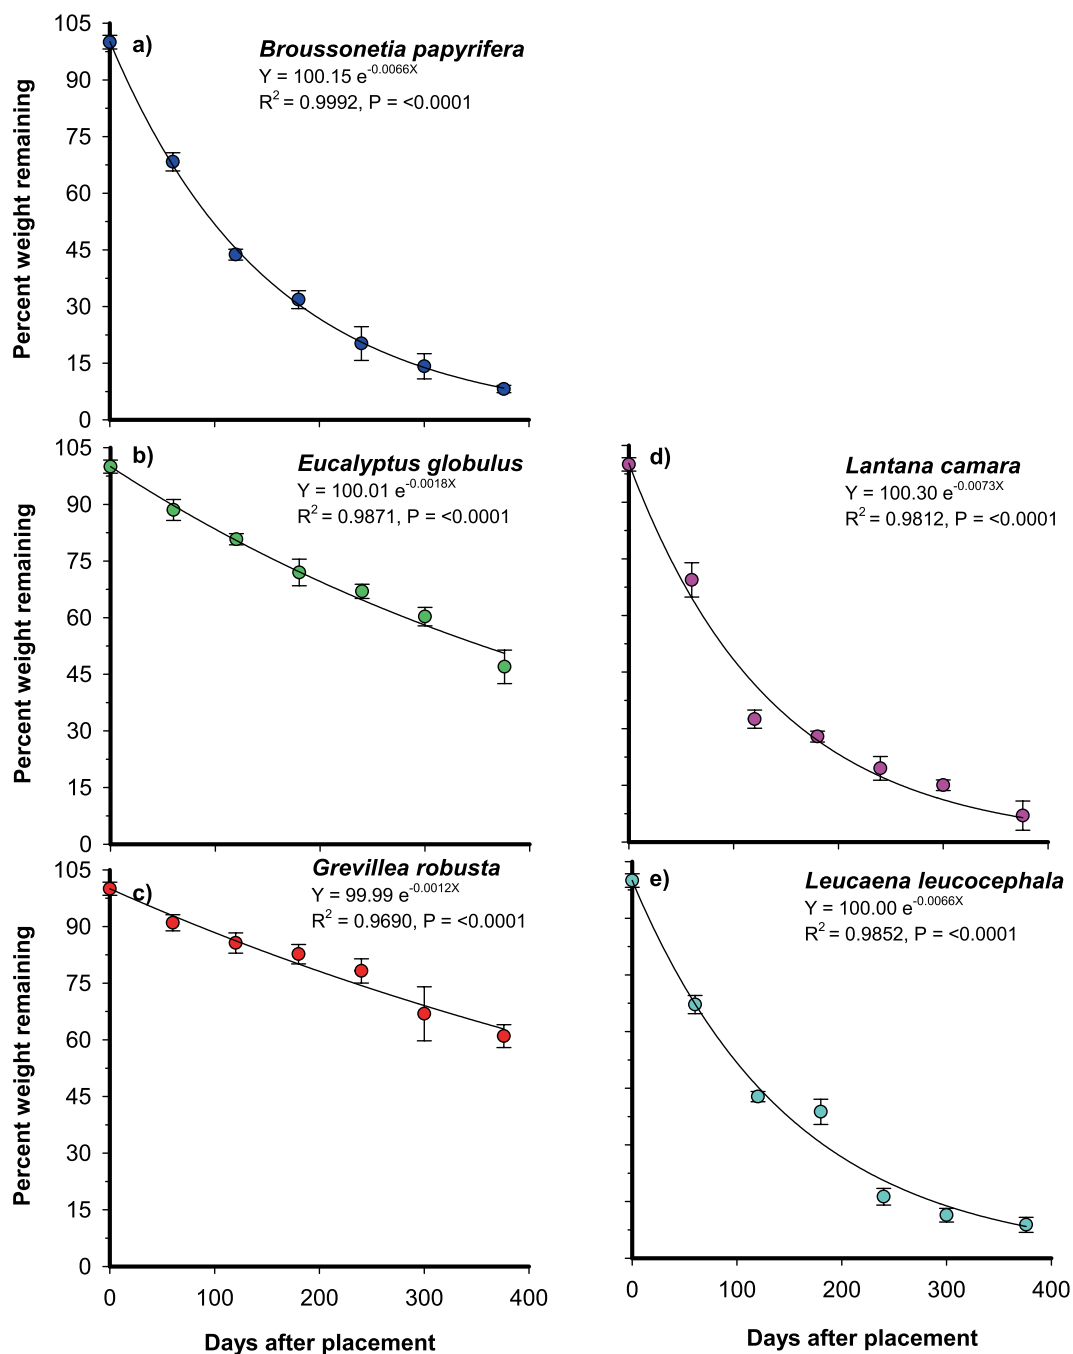 a)
Broussonetia papyrifera
Y = 100.15 e^-0.0066X
R^2 = 0.9992, P = <0.0001
Percent weight remaining
105
90
75
60
45
30
15
0
b)
Eucalyptus globulus
Y = 100.01 e^-0.0018X
R^2 = 0.9871, P = <0.0001
Percent weight remaining
105
90
75
60
45
30
15
0
c)
Grevillea robusta
Y = 99.99 e^-0.0012X
R^2 = 0.9690, P = <0.0001
Percent weight remaining
105
90
75
60
45
30
15
0
0 100 200 300 400
Days after placement
d)
Lantana camara
Y = 100.30 e^-0.0073X
R^2 = 0.9812, P = <0.0001
e)
Leucaena leucocephala
Y = 100.00 e^-0.0066X
R^2 = 0.9852, P = <0.0001
0 100 200 300 400
Days after placement